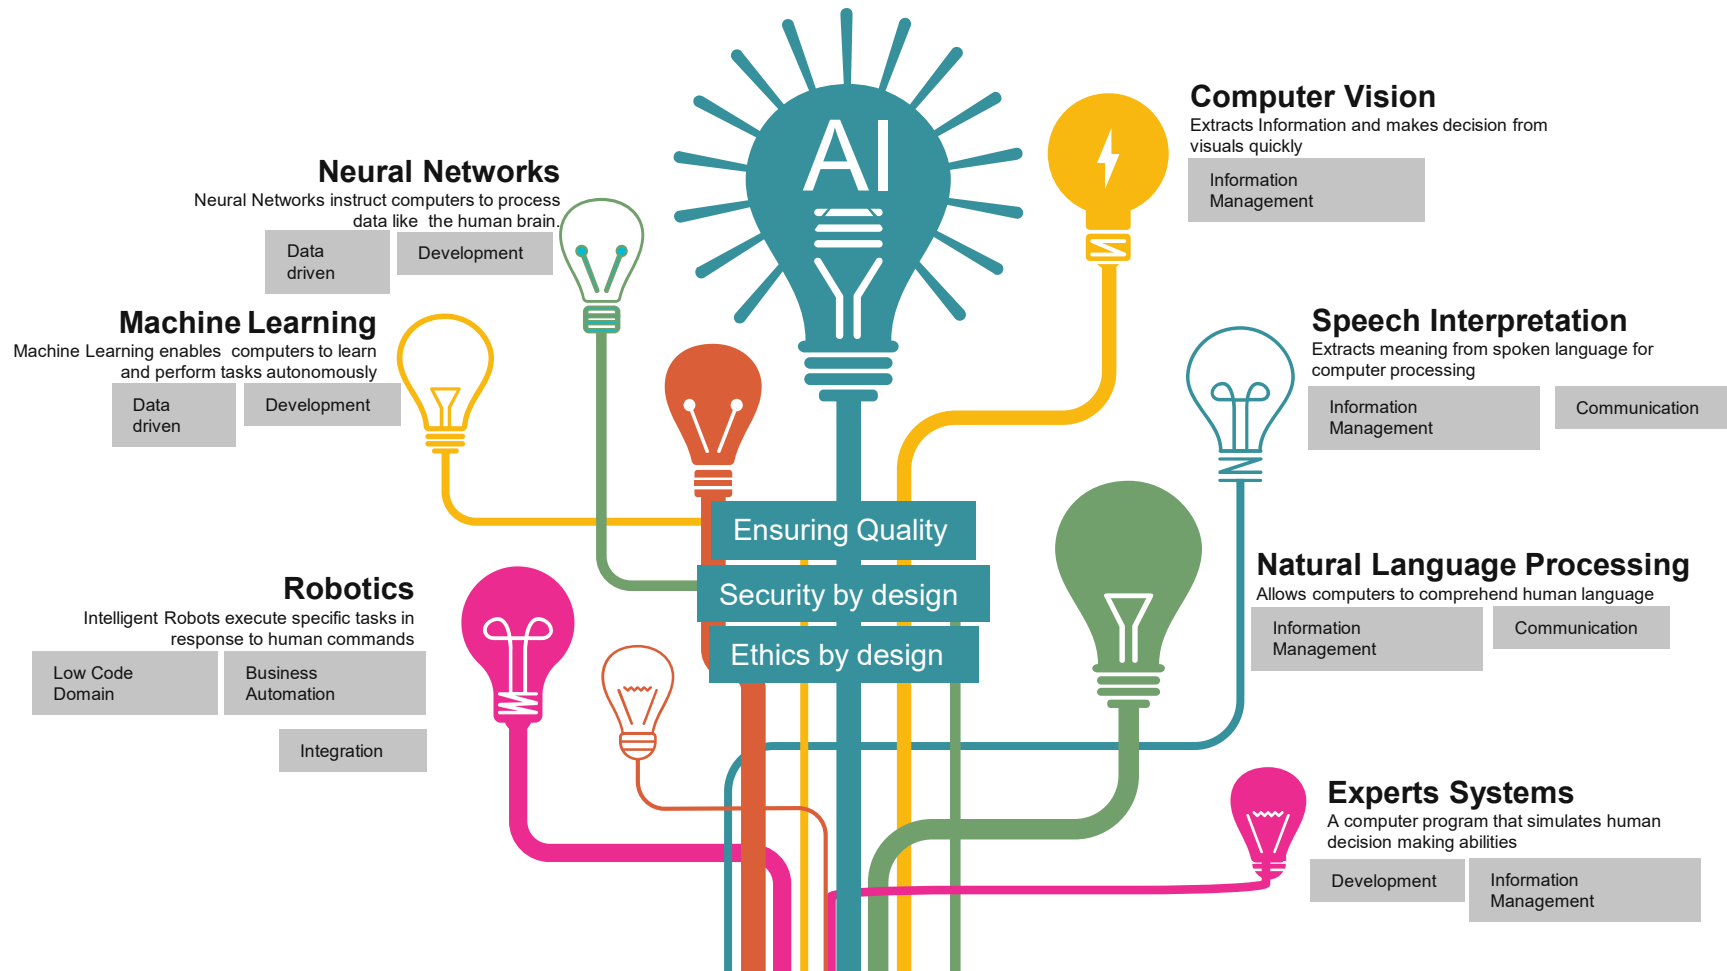 AI
Neural Networks
Neural Networks instruct computers to process
data like the human brain.
Data
driven
Development
Machine Learning
Machine Learning enables computers to learn
and perform tasks autonomously
Data
driven
Development
Robotics
Intelligent Robots execute specific tasks in
response to human commands
Low Code
Domain
Business
Automation
Integration
Ensuring Quality
Security by design
Ethics by design
Computer Vision
Extracts Information and makes decision from
visuals quickly
Information
Management
Speech Interpretation
Extracts meaning from spoken language for
computer processing
Information
Management
Communication
Natural Language Processing
Allows computers to comprehend human language
Information
Management
Communication
Experts Systems
A computer program that simulates human
decision making abilities
Development
Information
Management